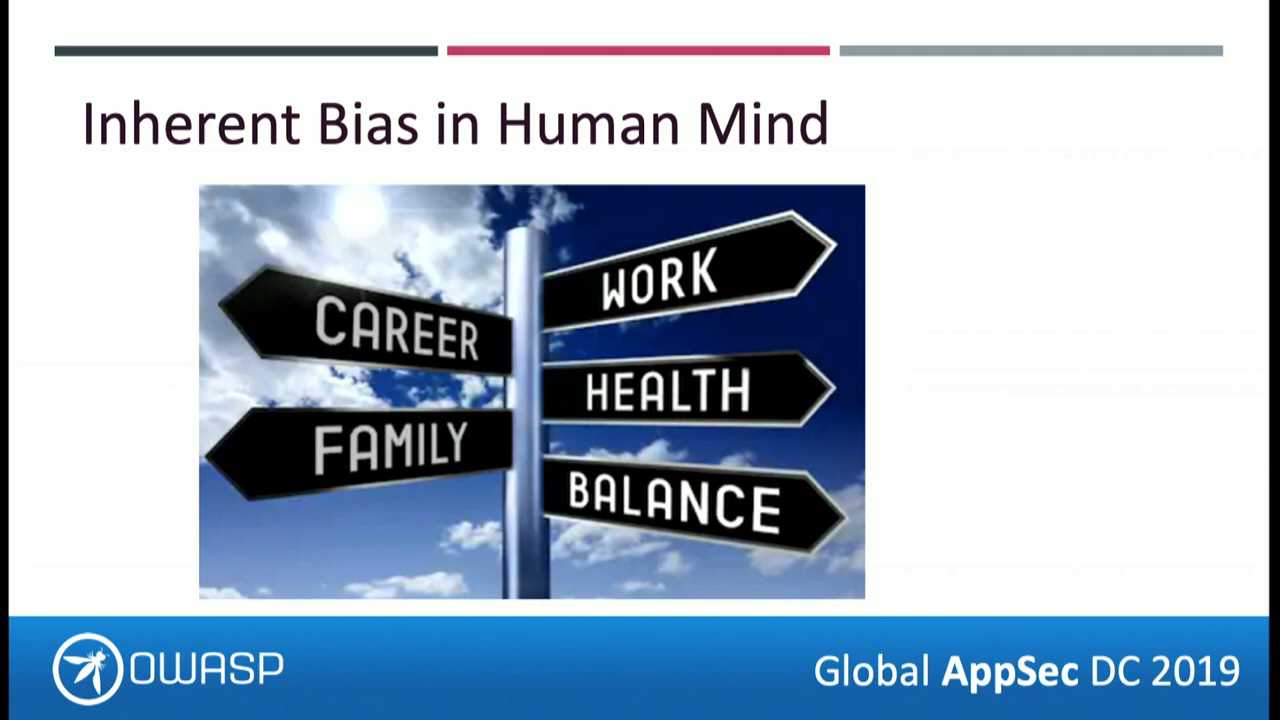 Inherent Bias in Human Mind
CAREER
FAMILY
WORK
HEALTH
BALANCE
OWASP
Global AppSec DC 2019